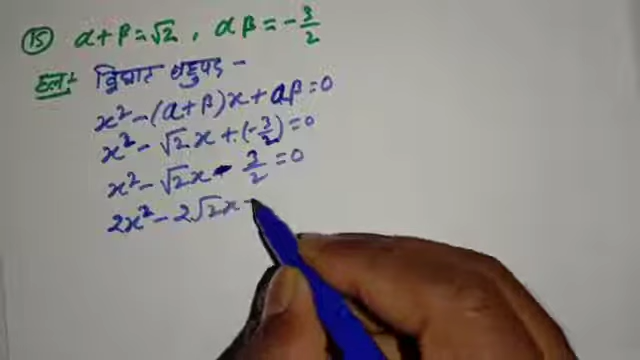 (15) α+β=√2, αβ=-3/2
हल:- द्विघात बहुपद -
x²-(α+β)x+αβ=0
x²-√2x+(-3/2)=0
x²-√2x-3/2=0
2x²-2√2x-